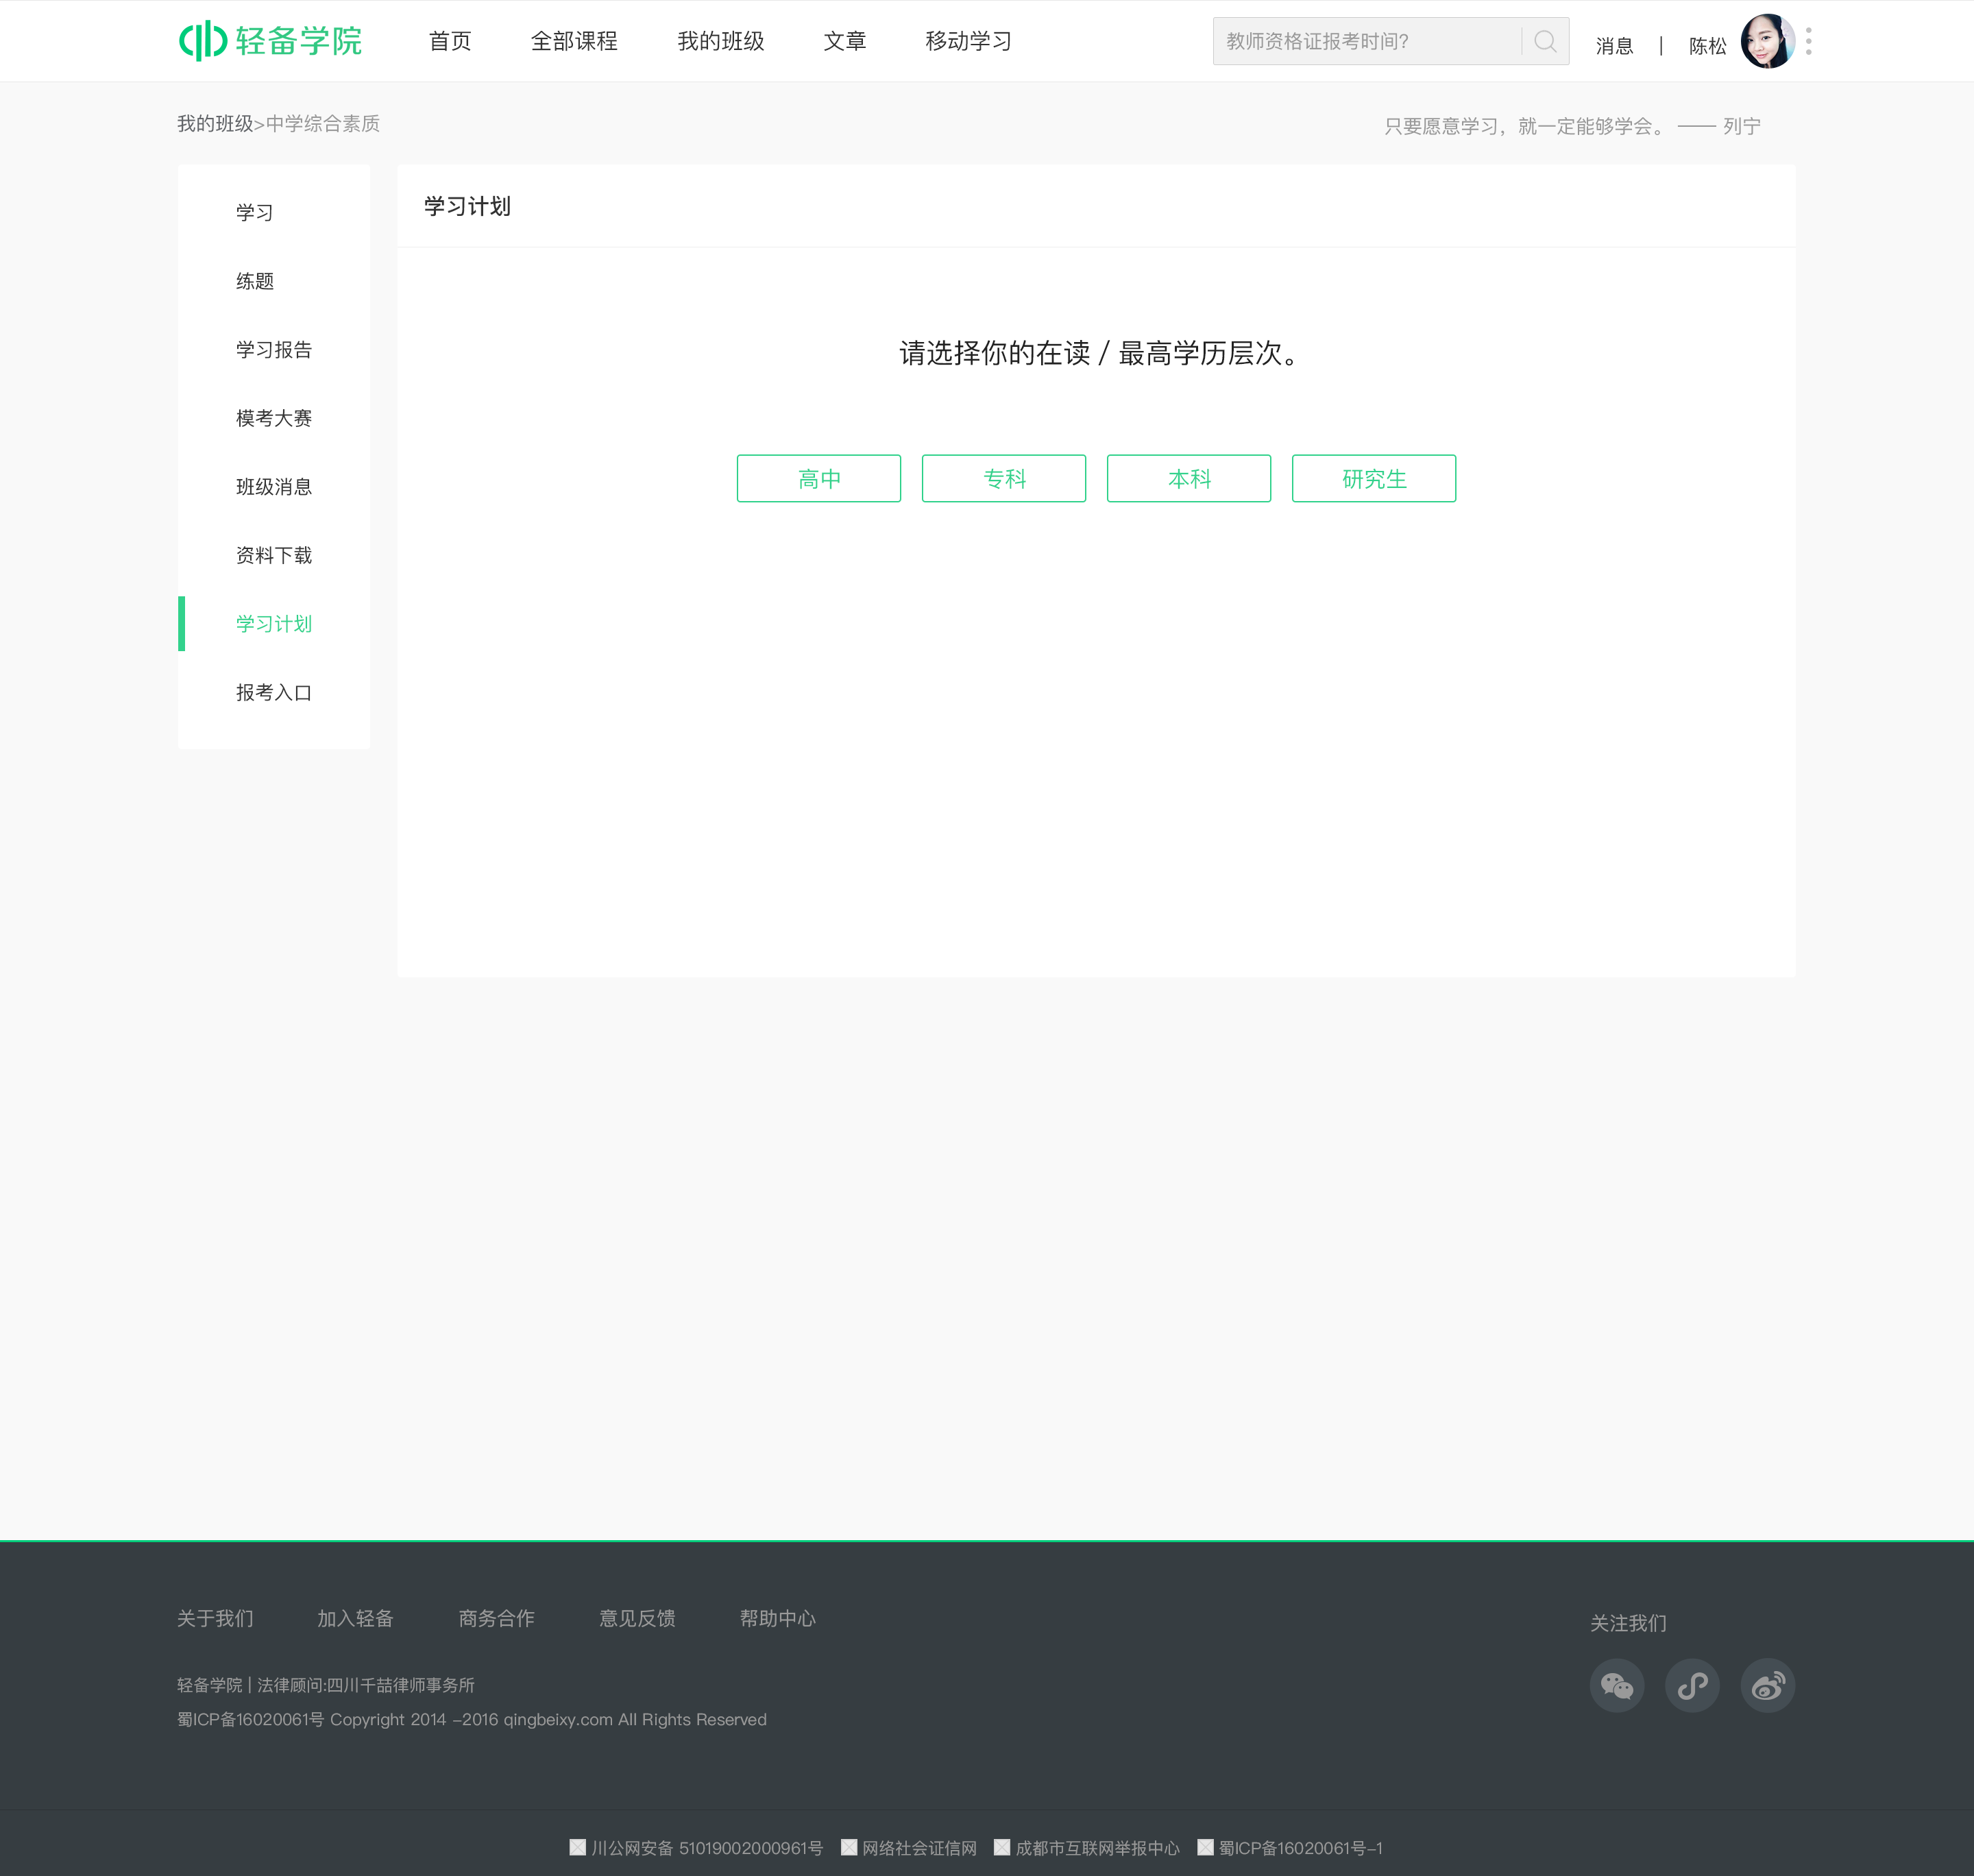 轻备学院 首页 全部课程 我的班级 文章 移动学习 教师资格证报考时间? 消息 | 陈松
我的班级>中学综合素质 只要愿意学习，就一定能够学会。 —— 列宁
学习
练题
学习报告
模考大赛
班级消息
资料下载
学习计划
报考入口
学习计划
请选择你的在读 / 最高学历层次。
高中 专科 本科 研究生
关于我们 加入轻备 商务合作 意见反馈 帮助中心
关注我们
轻备学院 | 法律顾问:四川千喆律师事务所
蜀ICP备16020061号 Copyright 2014 -2016 qingbeixy.com All Rights Reserved
川公网安备 51019002000961号 网络社会证信网 成都市互联网举报中心 蜀ICP备16020061号-1